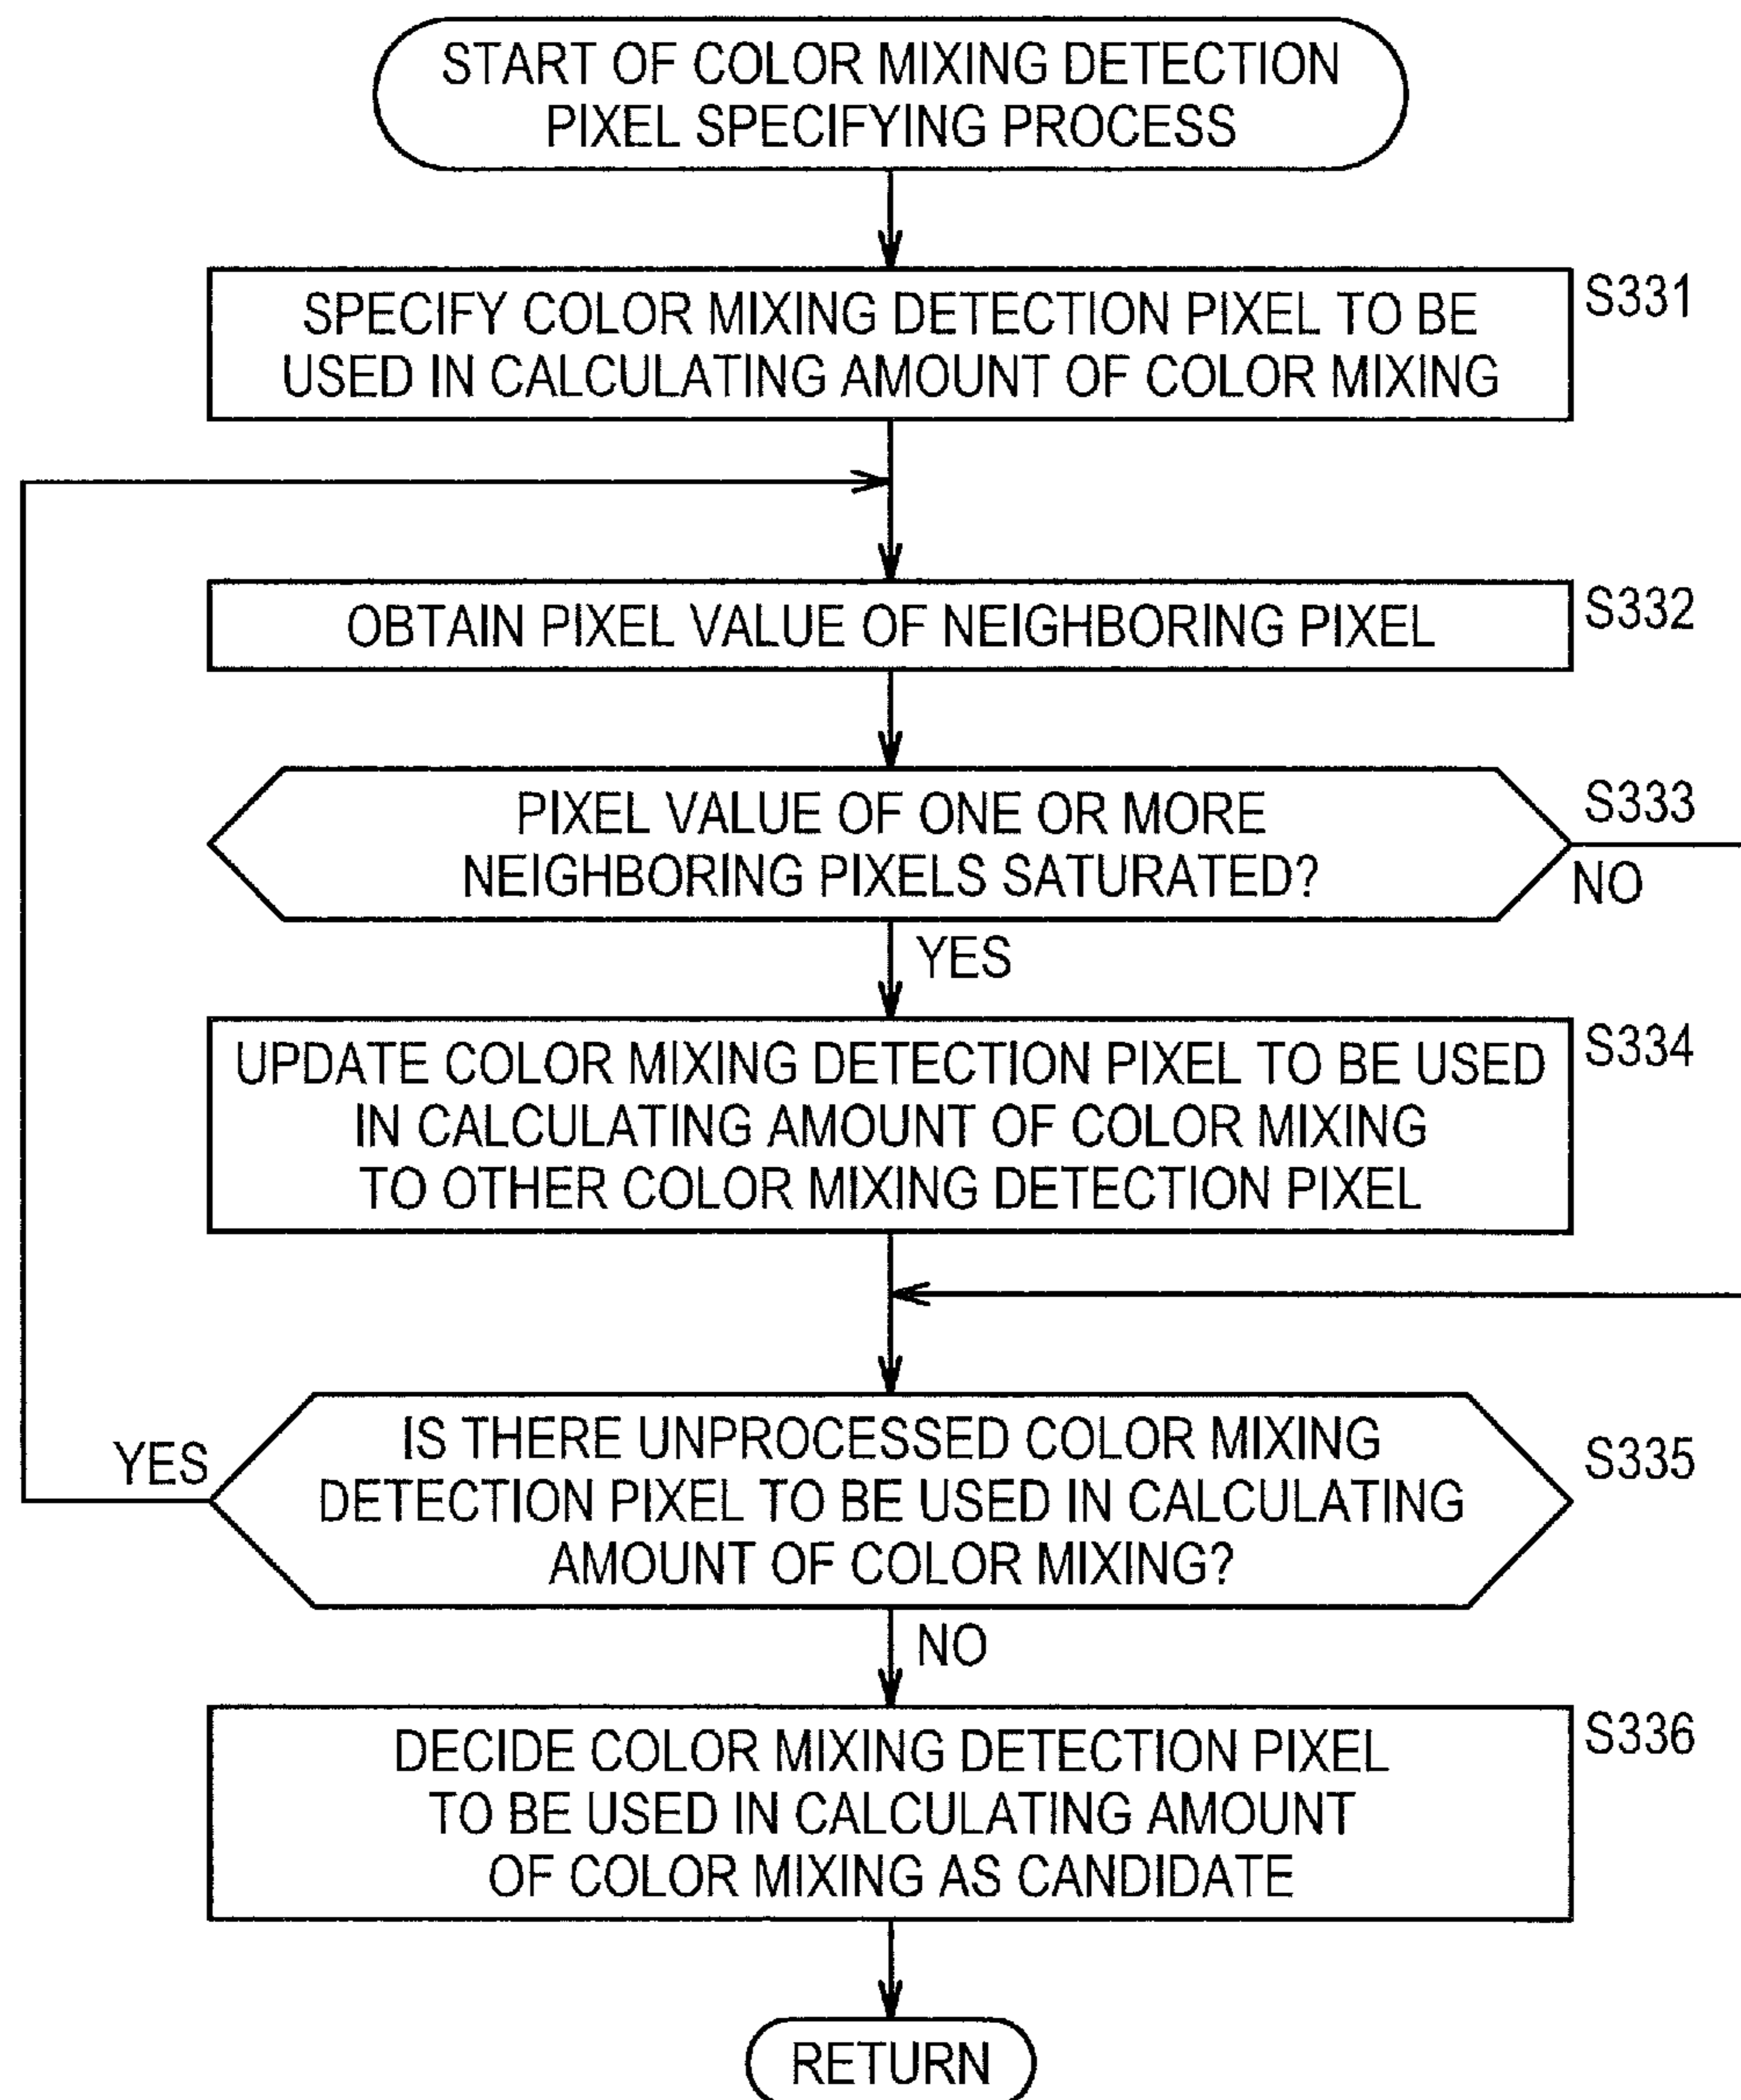 START OF COLOR MIXING DETECTION
PIXEL SPECIFYING PROCESS
SPECIFY COLOR MIXING DETECTION PIXEL TO BE
USED IN CALCULATING AMOUNT OF COLOR MIXING
S331
OBTAIN PIXEL VALUE OF NEIGHBORING PIXEL
S332
PIXEL VALUE OF ONE OR MORE
NEIGHBORING PIXELS SATURATED?
S333
NO
YES
UPDATE COLOR MIXING DETECTION PIXEL TO BE USED
IN CALCULATING AMOUNT OF COLOR MIXING
TO OTHER COLOR MIXING DETECTION PIXEL
S334
IS THERE UNPROCESSED COLOR MIXING
DETECTION PIXEL TO BE USED IN CALCULATING
AMOUNT OF COLOR MIXING?
S335
YES
NO
DECIDE COLOR MIXING DETECTION PIXEL
TO BE USED IN CALCULATING AMOUNT
OF COLOR MIXING AS CANDIDATE
S336
RETURN